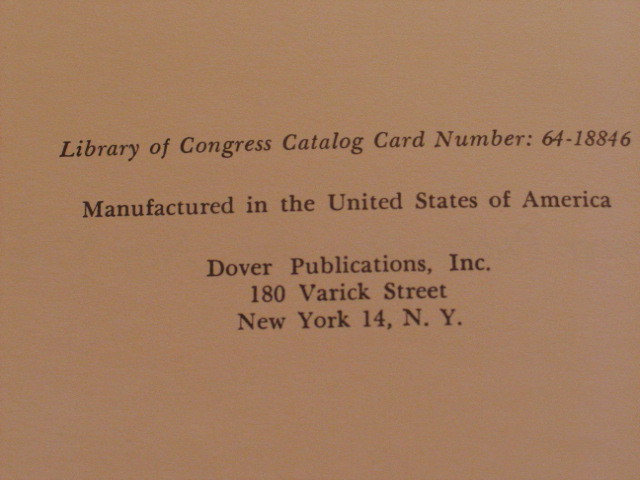 Library of Congress Catalog Card Number: 64-18846
Manufactured in the United States of America
Dover Publications, Inc.
180 Varick Street
New York 14, N. Y.